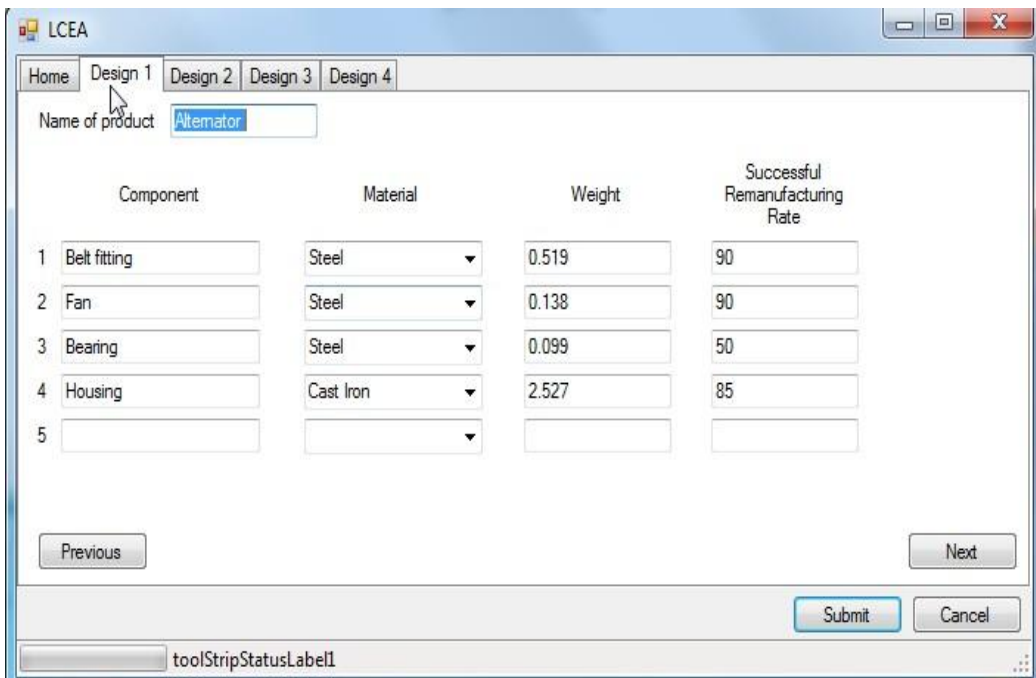 LCEA
Home Design 1 Design 2 Design 3 Design 4
Name of product Alternator
Component Material Weight Successful Remanufacturing Rate
1 Belt fitting Steel 0.519 90
2 Fan Steel 0.138 90
3 Bearing Steel 0.099 50
4 Housing Cast Iron 2.527 85
5
Previous Next
Submit Cancel
toolStripStatusLabel1